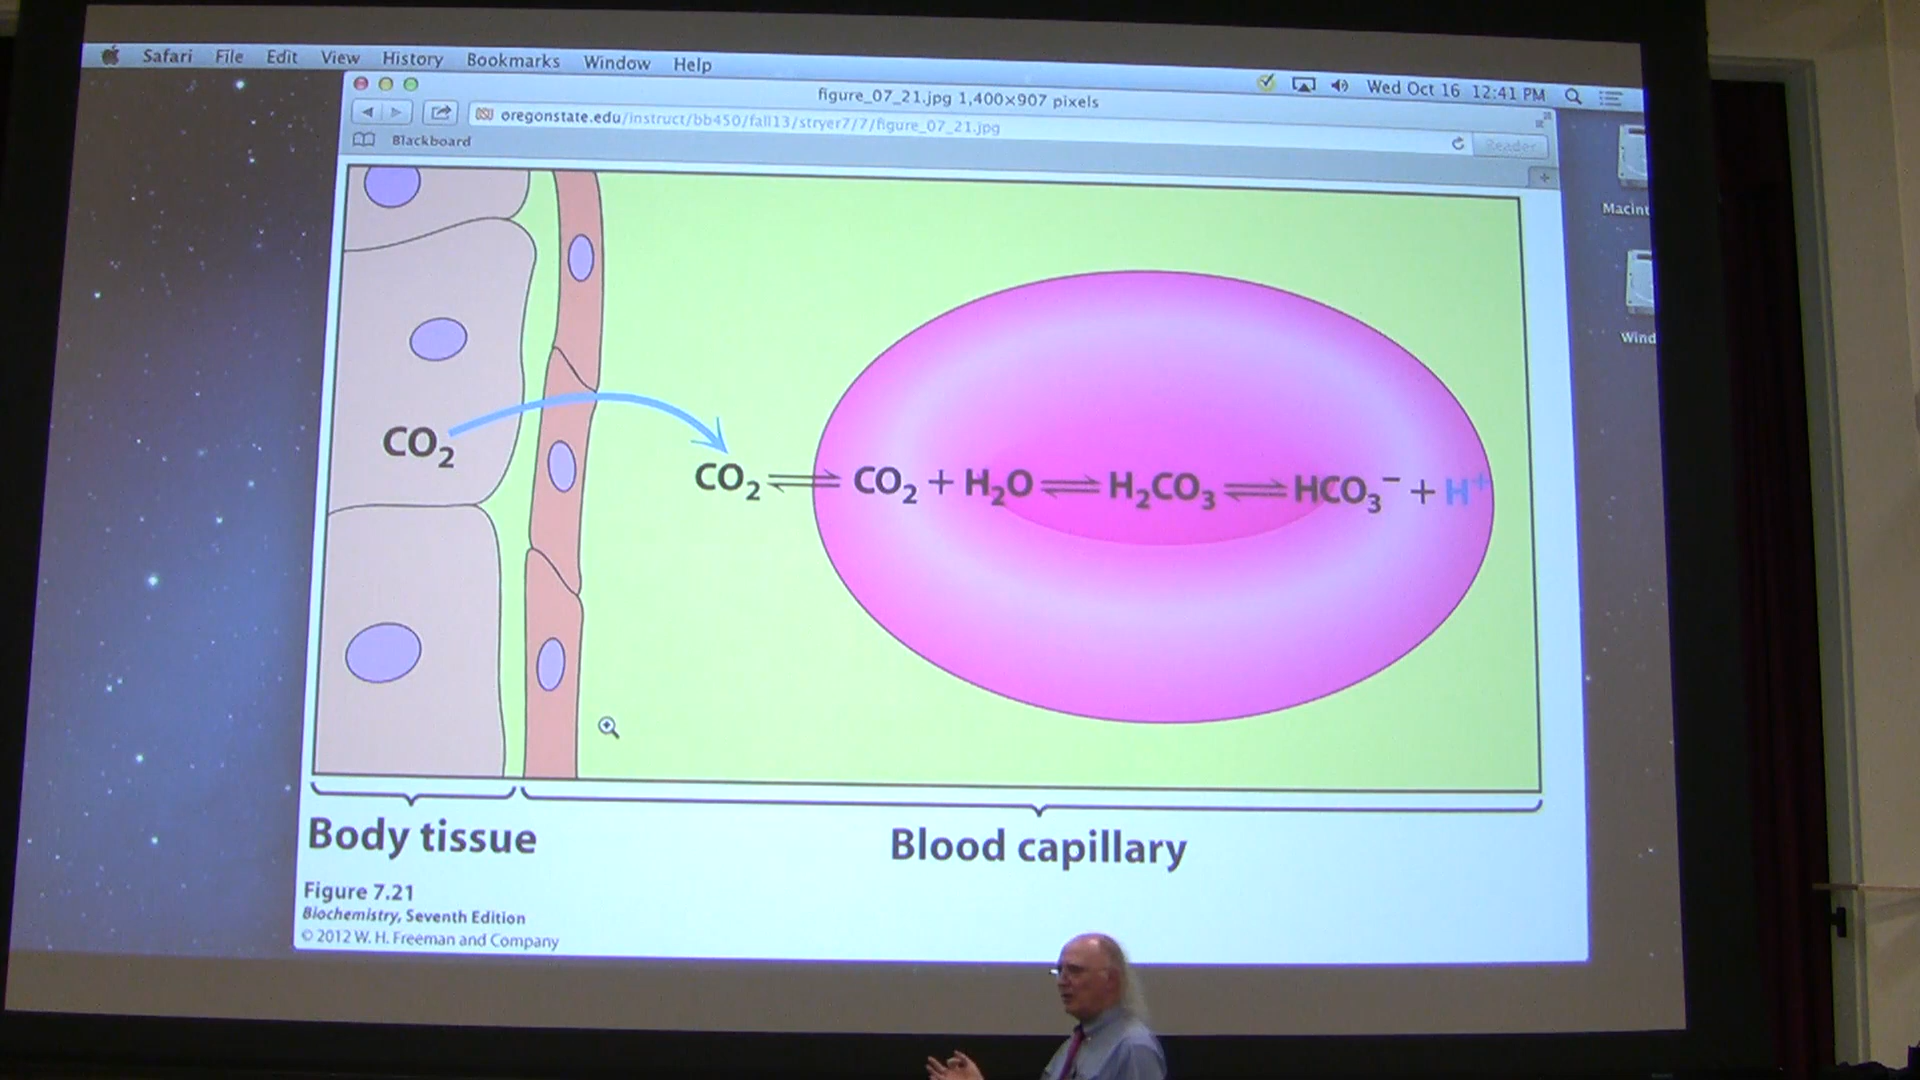 Safari File Edit View History Bookmarks Window Help
Wed Oct 16 12:41 PM
figure_07_21.jpg 1,400×907 pixels
oregonstate.edu/instruct/bb450/fall13/stryer7/7/figure_07_21.jpg
Reader
Blackboard
Macint
Wind
CO₂
CO₂ ⇌ CO₂ + H₂O ⇌ H₂CO₃ ⇌ HCO₃⁻ + H⁺
Body tissue
Blood capillary
Figure 7.21
Biochemistry, Seventh Edition
© 2012 W. H. Freeman and Company